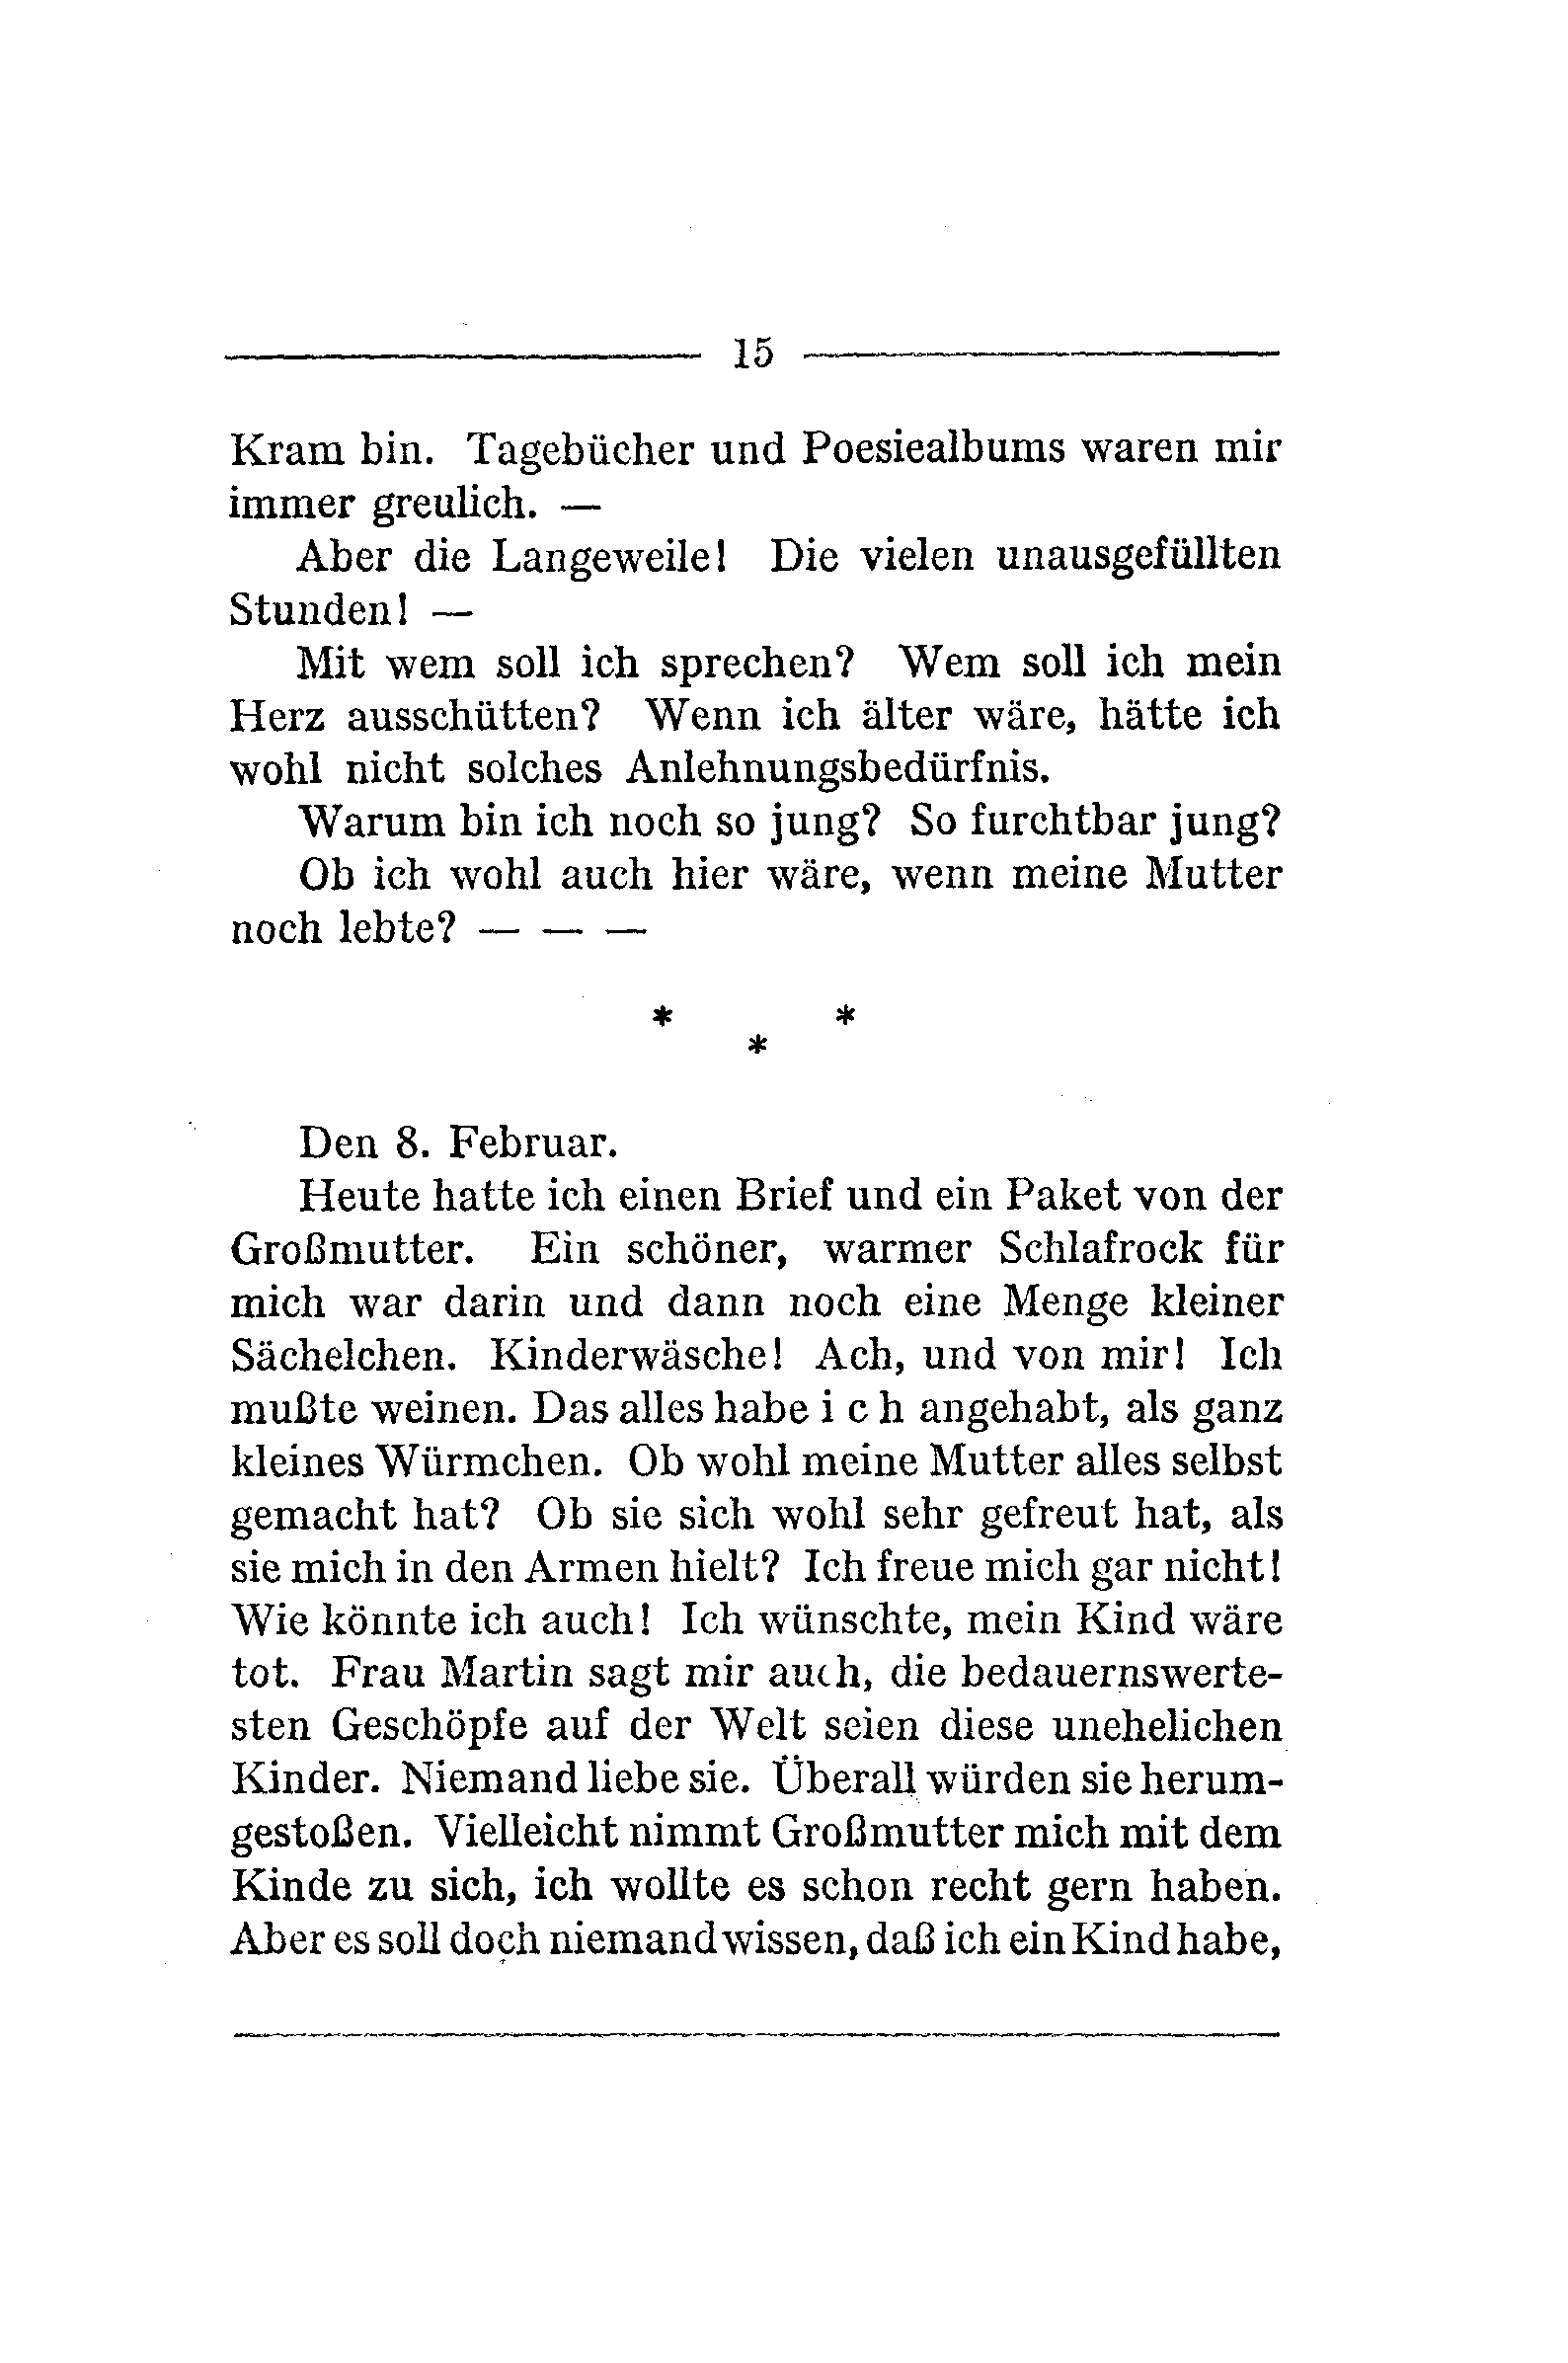 15
Kram bin. Tagebücher und Poesiealbums waren mir
immer greulich. —
Aber die Langeweile! Die vielen unausgefüllten
Stunden! —
Mit wem soll ich sprechen? Wem soll ich mein
Herz ausschütten? Wenn ich älter wäre, hätte ich
wohl nicht solches Anlehnungsbedürfnis.
Warum bin ich noch so jung? So furchtbar jung?
Ob ich wohl auch hier wäre, wenn meine Mutter
noch lebte? — — —
* * *
Den 8. Februar.
Heute hatte ich einen Brief und ein Paket von der
Großmutter. Ein schöner, warmer Schlafrock für
mich war darin und dann noch eine Menge kleiner
Sächelchen. Kinderwäsche! Ach, und von mir! Ich
mußte weinen. Das alles habe i c h angehabt, als ganz
kleines Würmchen. Ob wohl meine Mutter alles selbst
gemacht hat? Ob sie sich wohl sehr gefreut hat, als
sie mich in den Armen hielt? Ich freue mich gar nicht!
Wie könnte ich auch! Ich wünschte, mein Kind wäre
tot. Frau Martin sagt mir auch, die bedauernswerte-
sten Geschöpfe auf der Welt seien diese unehelichen
Kinder. Niemand liebe sie. Überall würden sie herum-
gestoßen. Vielleicht nimmt Großmutter mich mit dem
Kinde zu sich, ich wollte es schon recht gern haben.
Aber es soll doch niemand wissen, daß ich ein Kind habe,